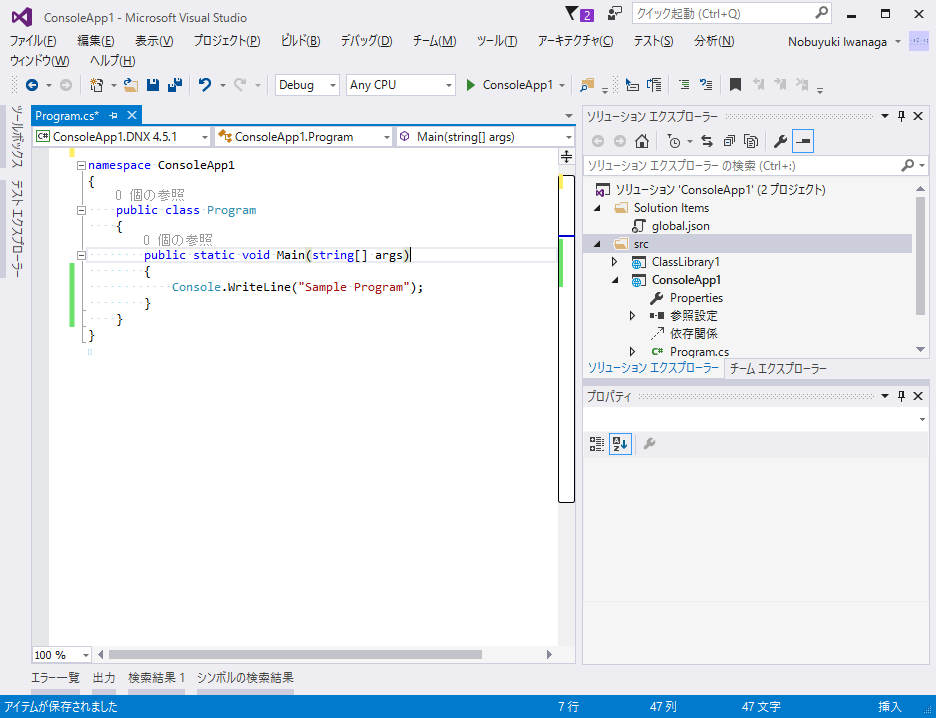 ConsoleApp1 - Microsoft Visual Studio
2
クイック起動 (Ctrl+Q)
ファイル(F) 編集(E) 表示(V) プロジェクト(P) ビルド(B) デバッグ(D) チーム(M) ツール(T) アーキテクチャ(C) テスト(S) 分析(N) Nobuyuki Iwanaga
ウィンドウ(W) ヘルプ(H)
Debug Any CPU ConsoleApp1
ツールボックス
テスト エクスプローラー
Program.cs*
ConsoleApp1.DNX 4.5.1 ConsoleApp1.Program Main(string[] args)
namespace ConsoleApp1
{
0 個の参照
public class Program
{
0 個の参照
public static void Main(string[] args)
{
Console.WriteLine("Sample Program");
}
}
}
100 %
ソリューション エクスプローラー
ソリューション エクスプローラー の検索 (Ctrl+:)
ソリューション 'ConsoleApp1' (2 プロジェクト)
Solution Items
global.json
src
ClassLibrary1
ConsoleApp1
Properties
参照設定
依存関係
C# Program.cs
ソリューション エクスプローラー チーム エクスプローラー
プロパティ
エラー一覧 出力 検索結果 1 シンボルの検索結果
アイテムが保存されました 7 行 47 列 47 文字 挿入